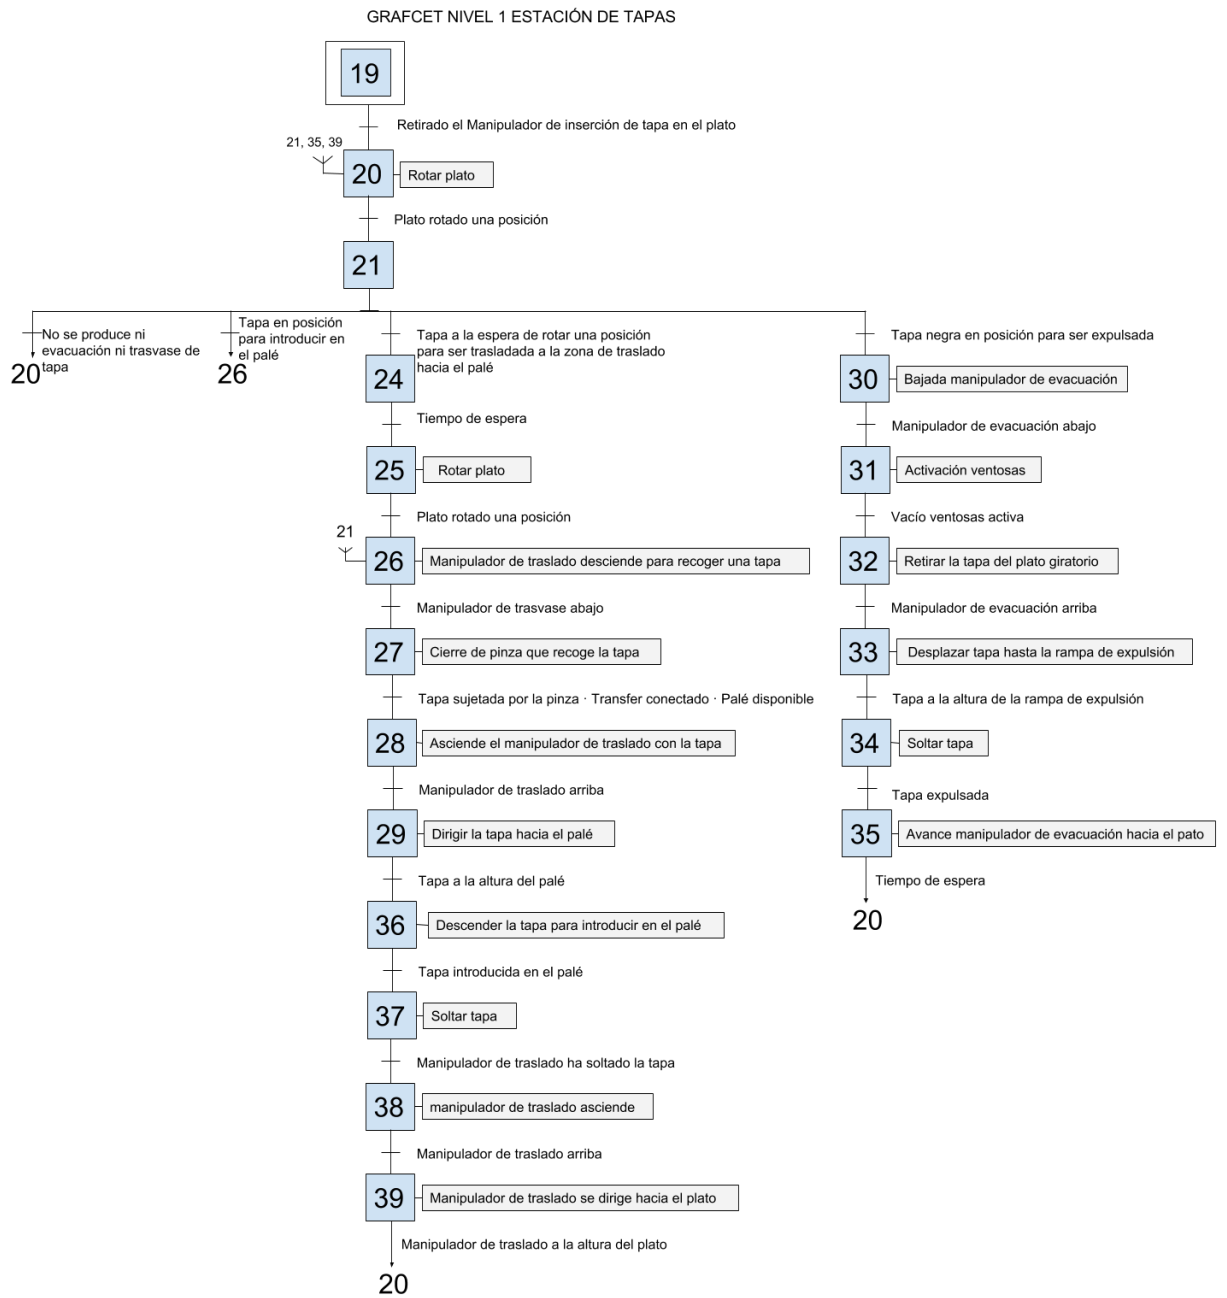 GRAFCET NIVEL 1 ESTACIÓN DE TAPAS
19
Retirado el Manipulador de inserción de tapa en el plato
21, 35, 39
20
Rotar plato
Plato rotado una posición
21
No se produce ni
evacuación ni trasvase de
tapa
20
Tapa en posición
para introducir en
el palé
26
Tapa a la espera de rotar una posición
para ser trasladada a la zona de traslado
hacia el palé
24
Tiempo de espera
25
Rotar plato
Plato rotado una posición
21
26
Manipulador de traslado desciende para recoger una tapa
Manipulador de trasvase abajo
27
Cierre de pinza que recoge la tapa
Tapa sujetada por la pinza · Transfer conectado · Palé disponible
28
Asciende el manipulador de traslado con la tapa
Manipulador de traslado arriba
29
Dirigir la tapa hacia el palé
Tapa a la altura del palé
36
Descender la tapa para introducir en el palé
Tapa introducida en el palé
37
Soltar tapa
Manipulador de traslado ha soltado la tapa
38
manipulador de traslado asciende
Manipulador de traslado arriba
39
Manipulador de traslado se dirige hacia el plato
Manipulador de traslado a la altura del plato
20
Tapa negra en posición para ser expulsada
30
Bajada manipulador de evacuación
Manipulador de evacuación abajo
31
Activación ventosas
Vacío ventosas activa
32
Retirar la tapa del plato giratorio
Manipulador de evacuación arriba
33
Desplazar tapa hasta la rampa de expulsión
Tapa a la altura de la rampa de expulsión
34
Soltar tapa
Tapa expulsada
35
Avance manipulador de evacuación hacia el pato
Tiempo de espera
20